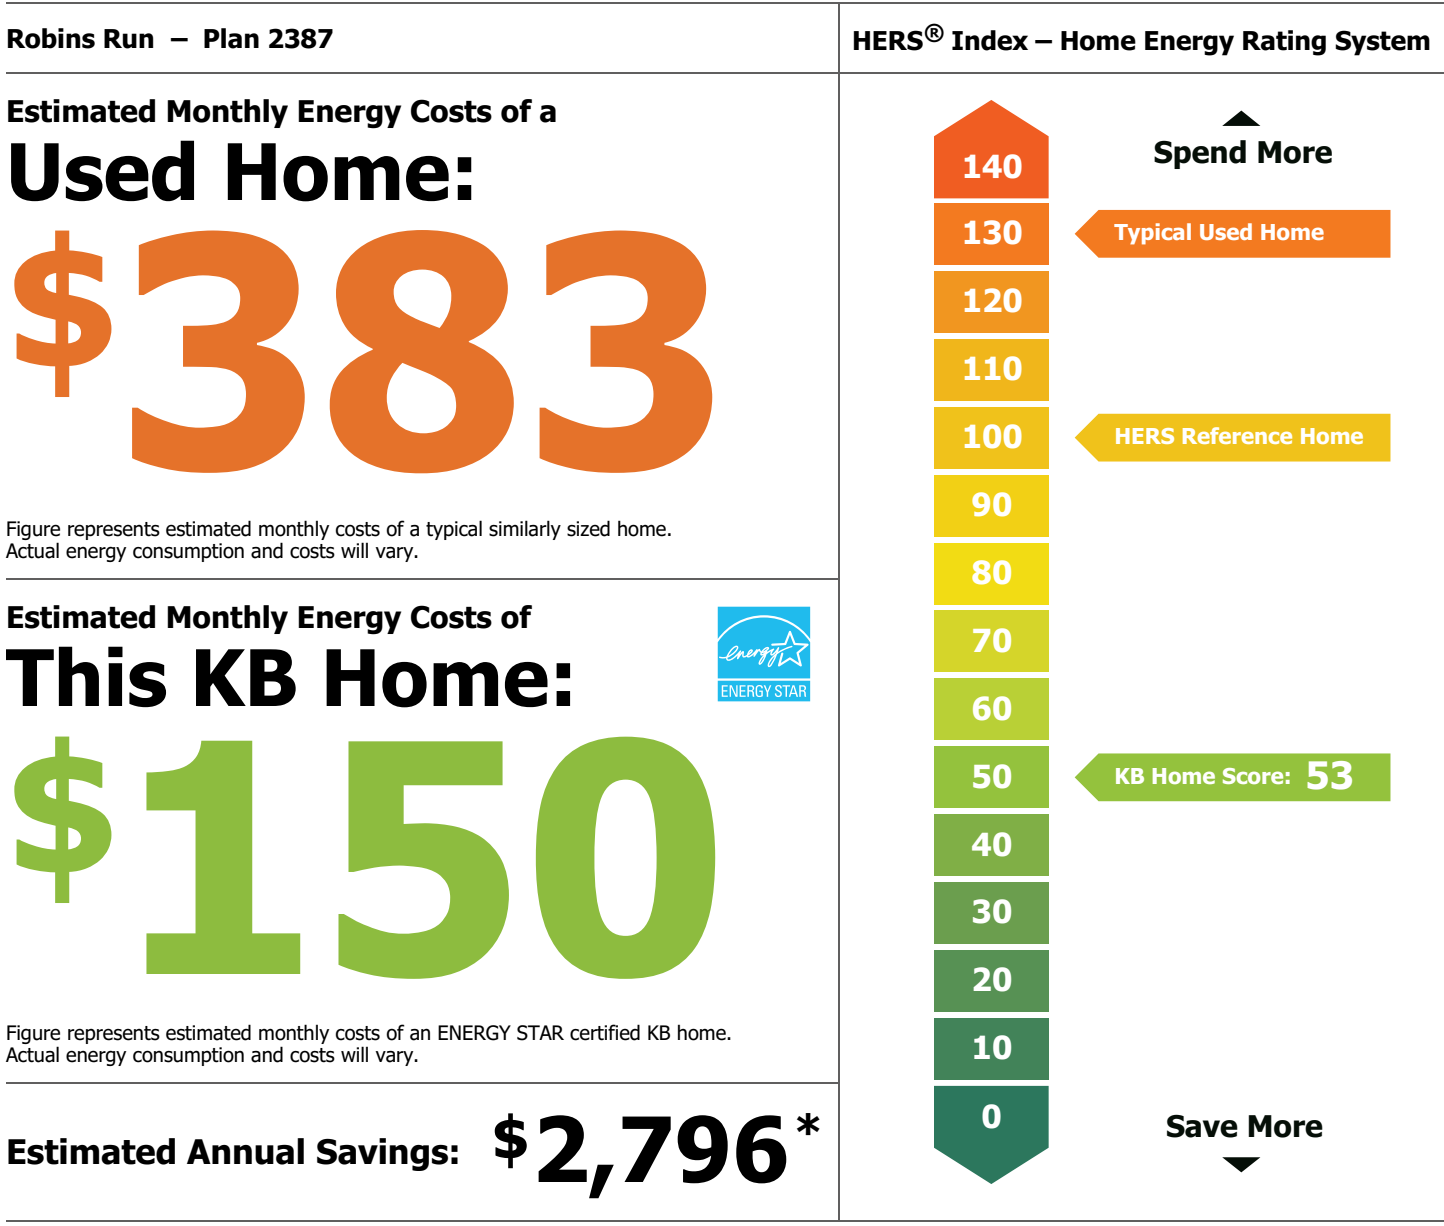 Robins Run – Plan 2387
Estimated Monthly Energy Costs of a
Used Home:
$383
Figure represents estimated monthly costs of a typical similarly sized home.
Actual energy consumption and costs will vary.
Estimated Monthly Energy Costs of
This KB Home:
energy
ENERGY STAR
$150
Figure represents estimated monthly costs of an ENERGY STAR certified KB home.
Actual energy consumption and costs will vary.
Estimated Annual Savings: $2,796*
HERS® Index – Home Energy Rating System
Spend More
140
130
Typical Used Home
120
110
100
HERS Reference Home
90
80
70
60
50
KB Home Score: 53
40
30
20
10
0
Save More